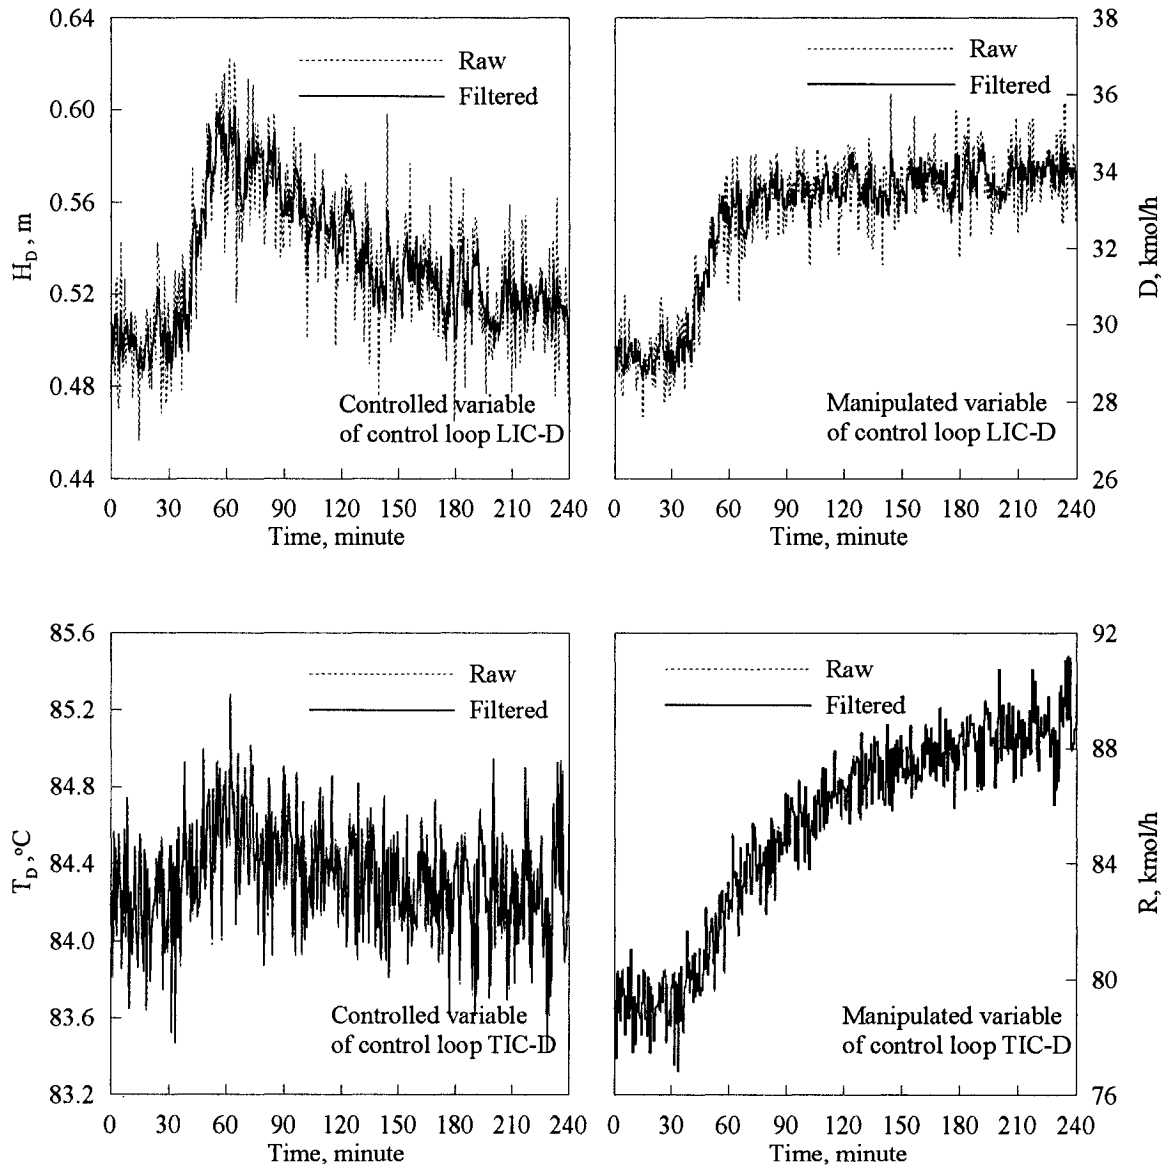 0.64
0.60
0.56
0.52
0.48
0.44
H_D, m
Raw
Filtered
Controlled variable
of control loop LIC-D
0 30 60 90 120 150 180 210 240
Time, minute
38
36
34
32
30
28
26
D, kmol/h
Raw
Filtered
Manipulated variable
of control loop LIC-D
0 30 60 90 120 150 180 210 240
Time, minute
85.6
85.2
84.8
84.4
84.0
83.6
83.2
T_D, °C
Raw
Filtered
Controlled variable
of control loop TIC-D
0 30 60 90 120 150 180 210 240
Time, minute
92
88
84
80
76
R, kmol/h
Raw
Filtered
Manipulated variable
of control loop TIC-D
0 30 60 90 120 150 180 210 240
Time, minute